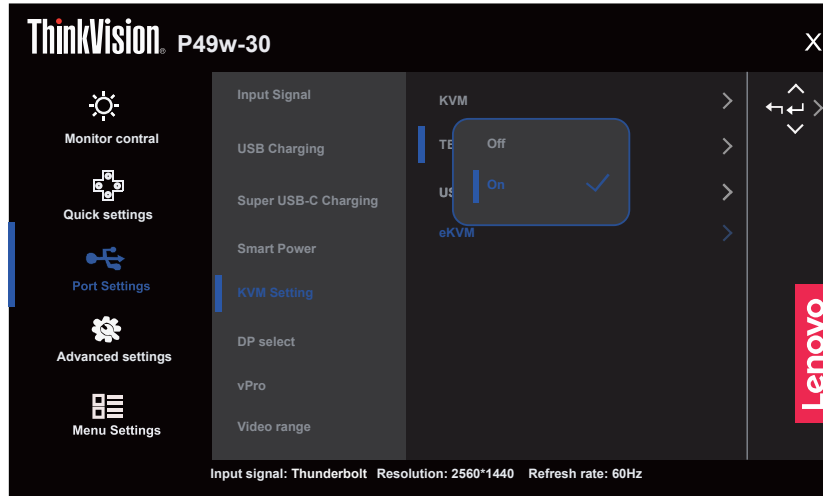 ThinkVision P49w-30
X
Monitor contral
Quick settings
Port Settings
Advanced settings
Menu Settings
Input Signal
USB Charging
Super USB-C Charging
Smart Power
KVM Setting
DP select
vPro
Video range
KVM
Off
On
eKVM
Lenovo
Input signal: Thunderbolt Resolution: 2560*1440 Refresh rate: 60Hz